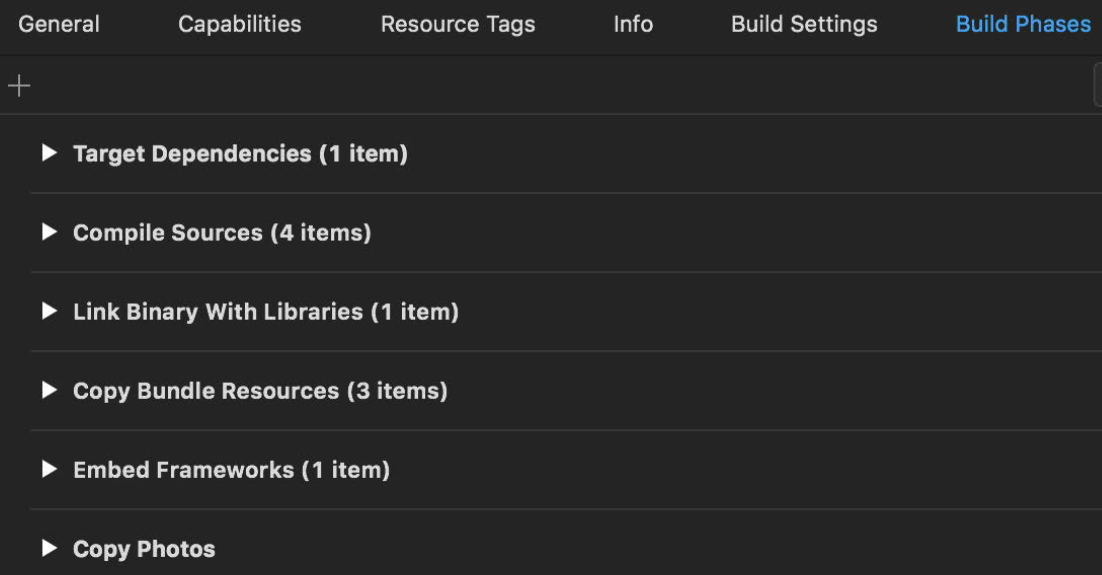 General Capabilities Resource Tags Info Build Settings Build Phases
Target Dependencies (1 item)
Compile Sources (4 items)
Link Binary With Libraries (1 item)
Copy Bundle Resources (3 items)
Embed Frameworks (1 item)
Copy Photos